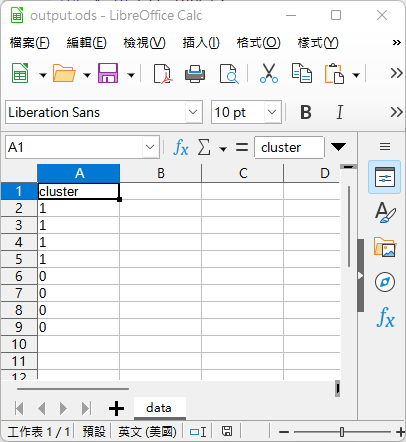 output.ods - LibreOffice Calc
檔案(F) 編輯(E) 檢視(V) 插入(I) 格式(O) 樣式(Y) »
Liberation Sans 10 pt B I »
A1 fx Σ = cluster
A B C D
1 cluster
2 1
3 1
4 1
5 1
6 0
7 0
8 0
9 0
10
11
12
fx
data
工作表 1 / 1 預設 英文 (美國)